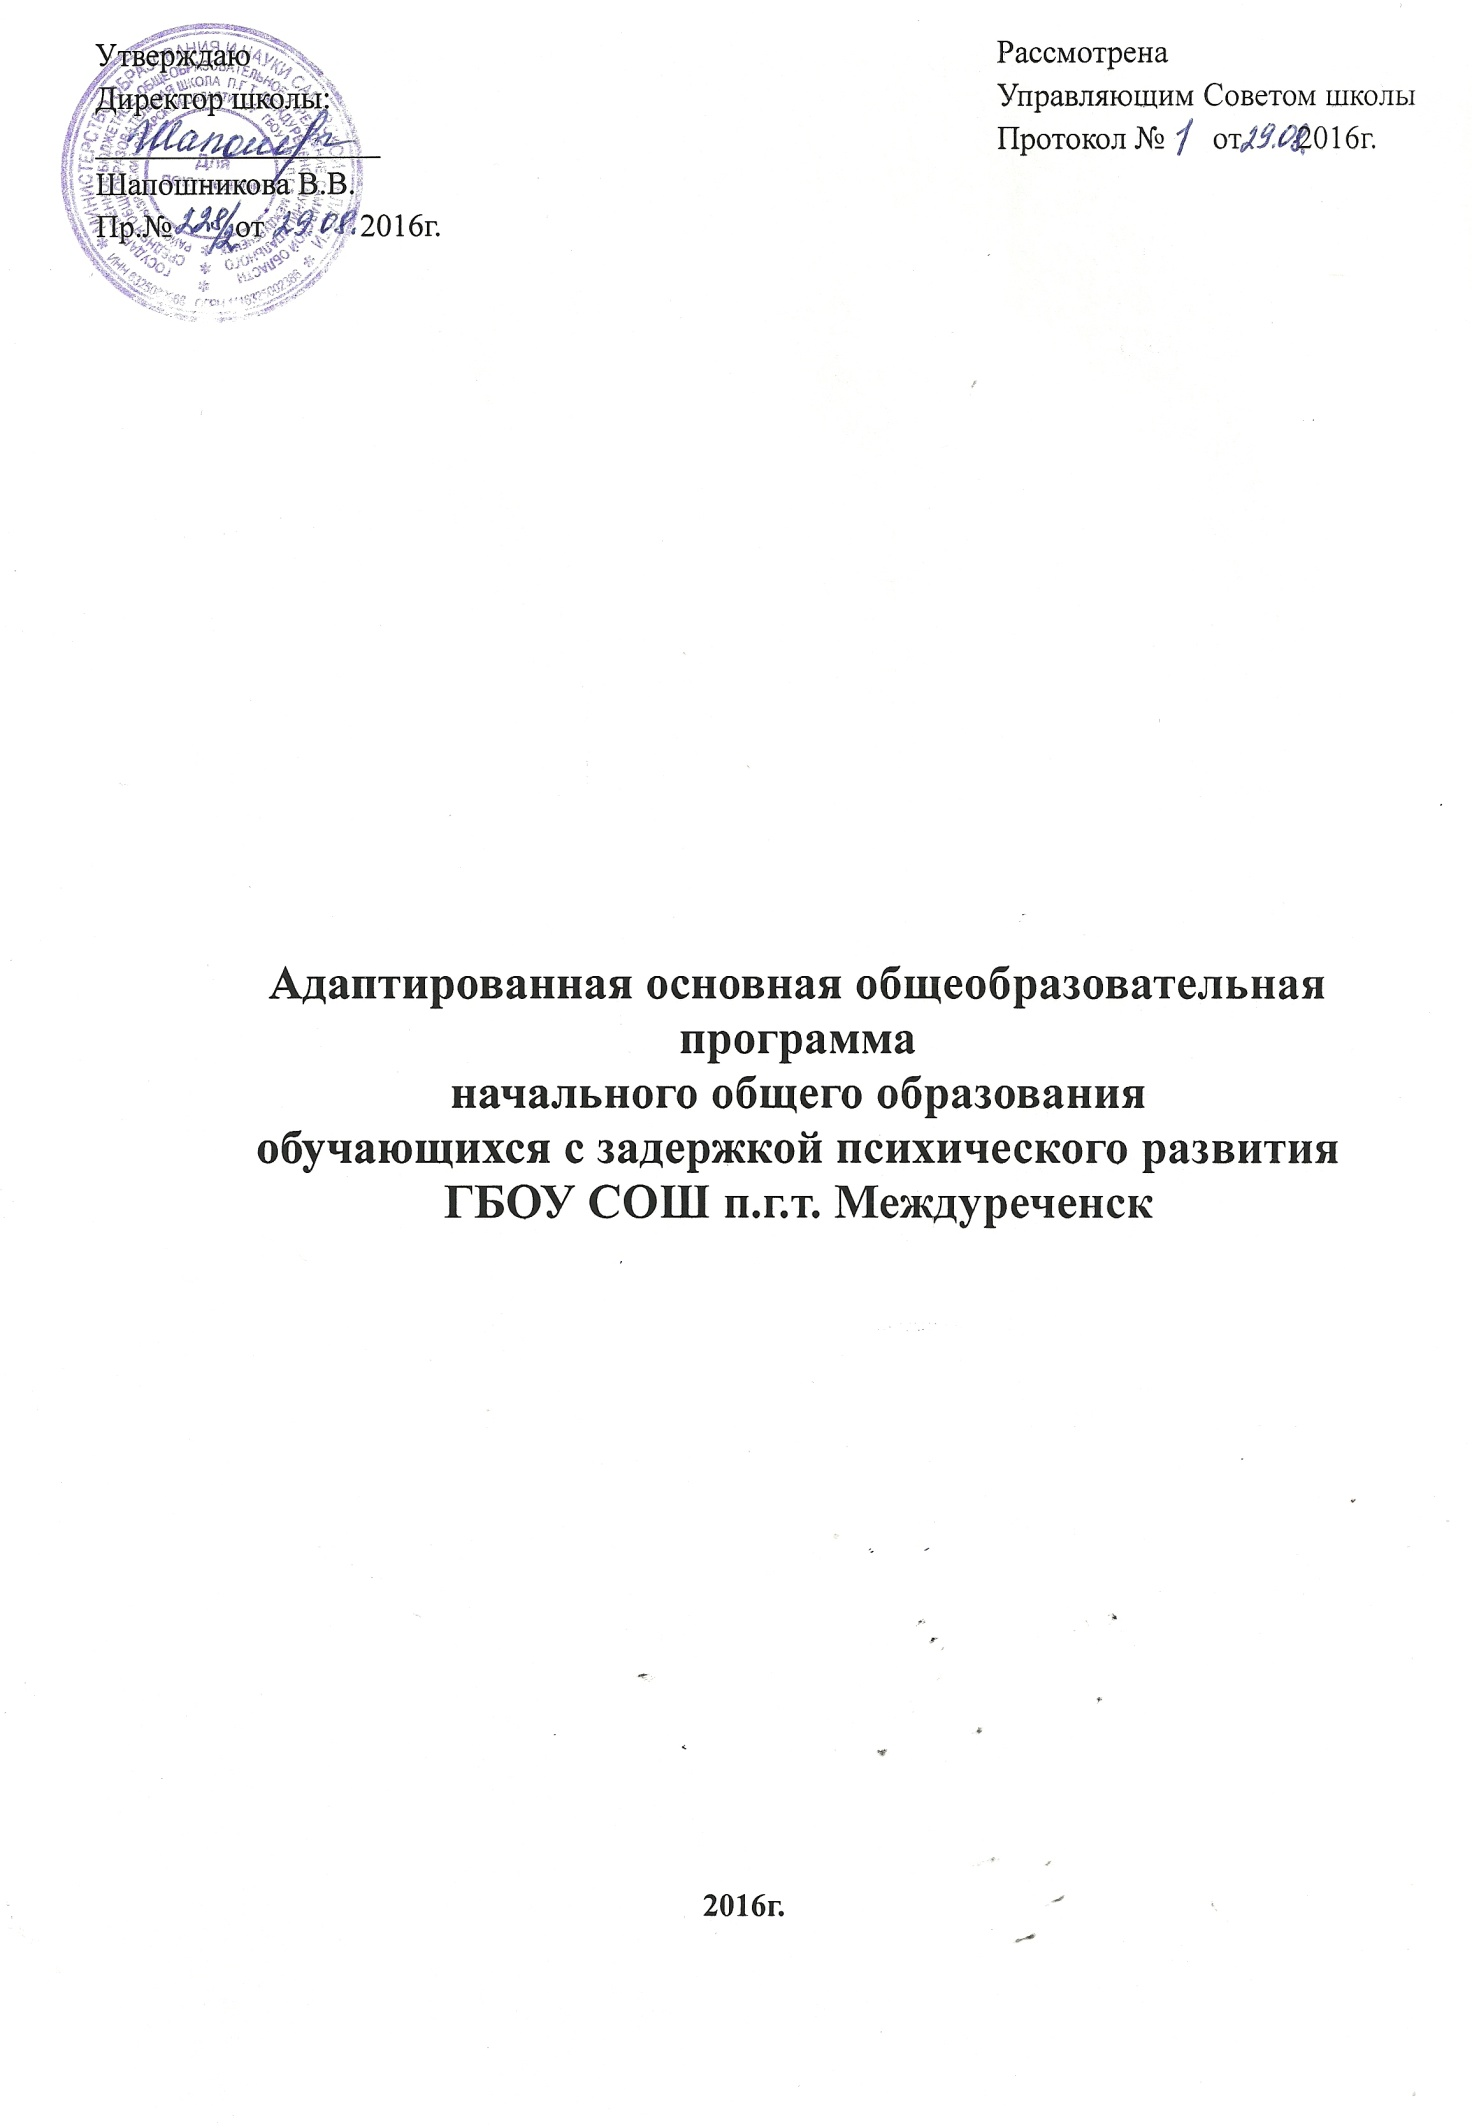 Утверждаю
Директор школы:
Шапошникова В.В.
Пр.№ 228/2 от 29.08.2016г.
Рассмотрена
Управляющим Советом школы
Протокол № 1 от 29.08.2016г.
Адаптированная основная общеобразовательная
программа
начального общего образования
обучающихся с задержкой психического развития
ГБОУ СОШ п.г.т. Междуреченск
2016г.